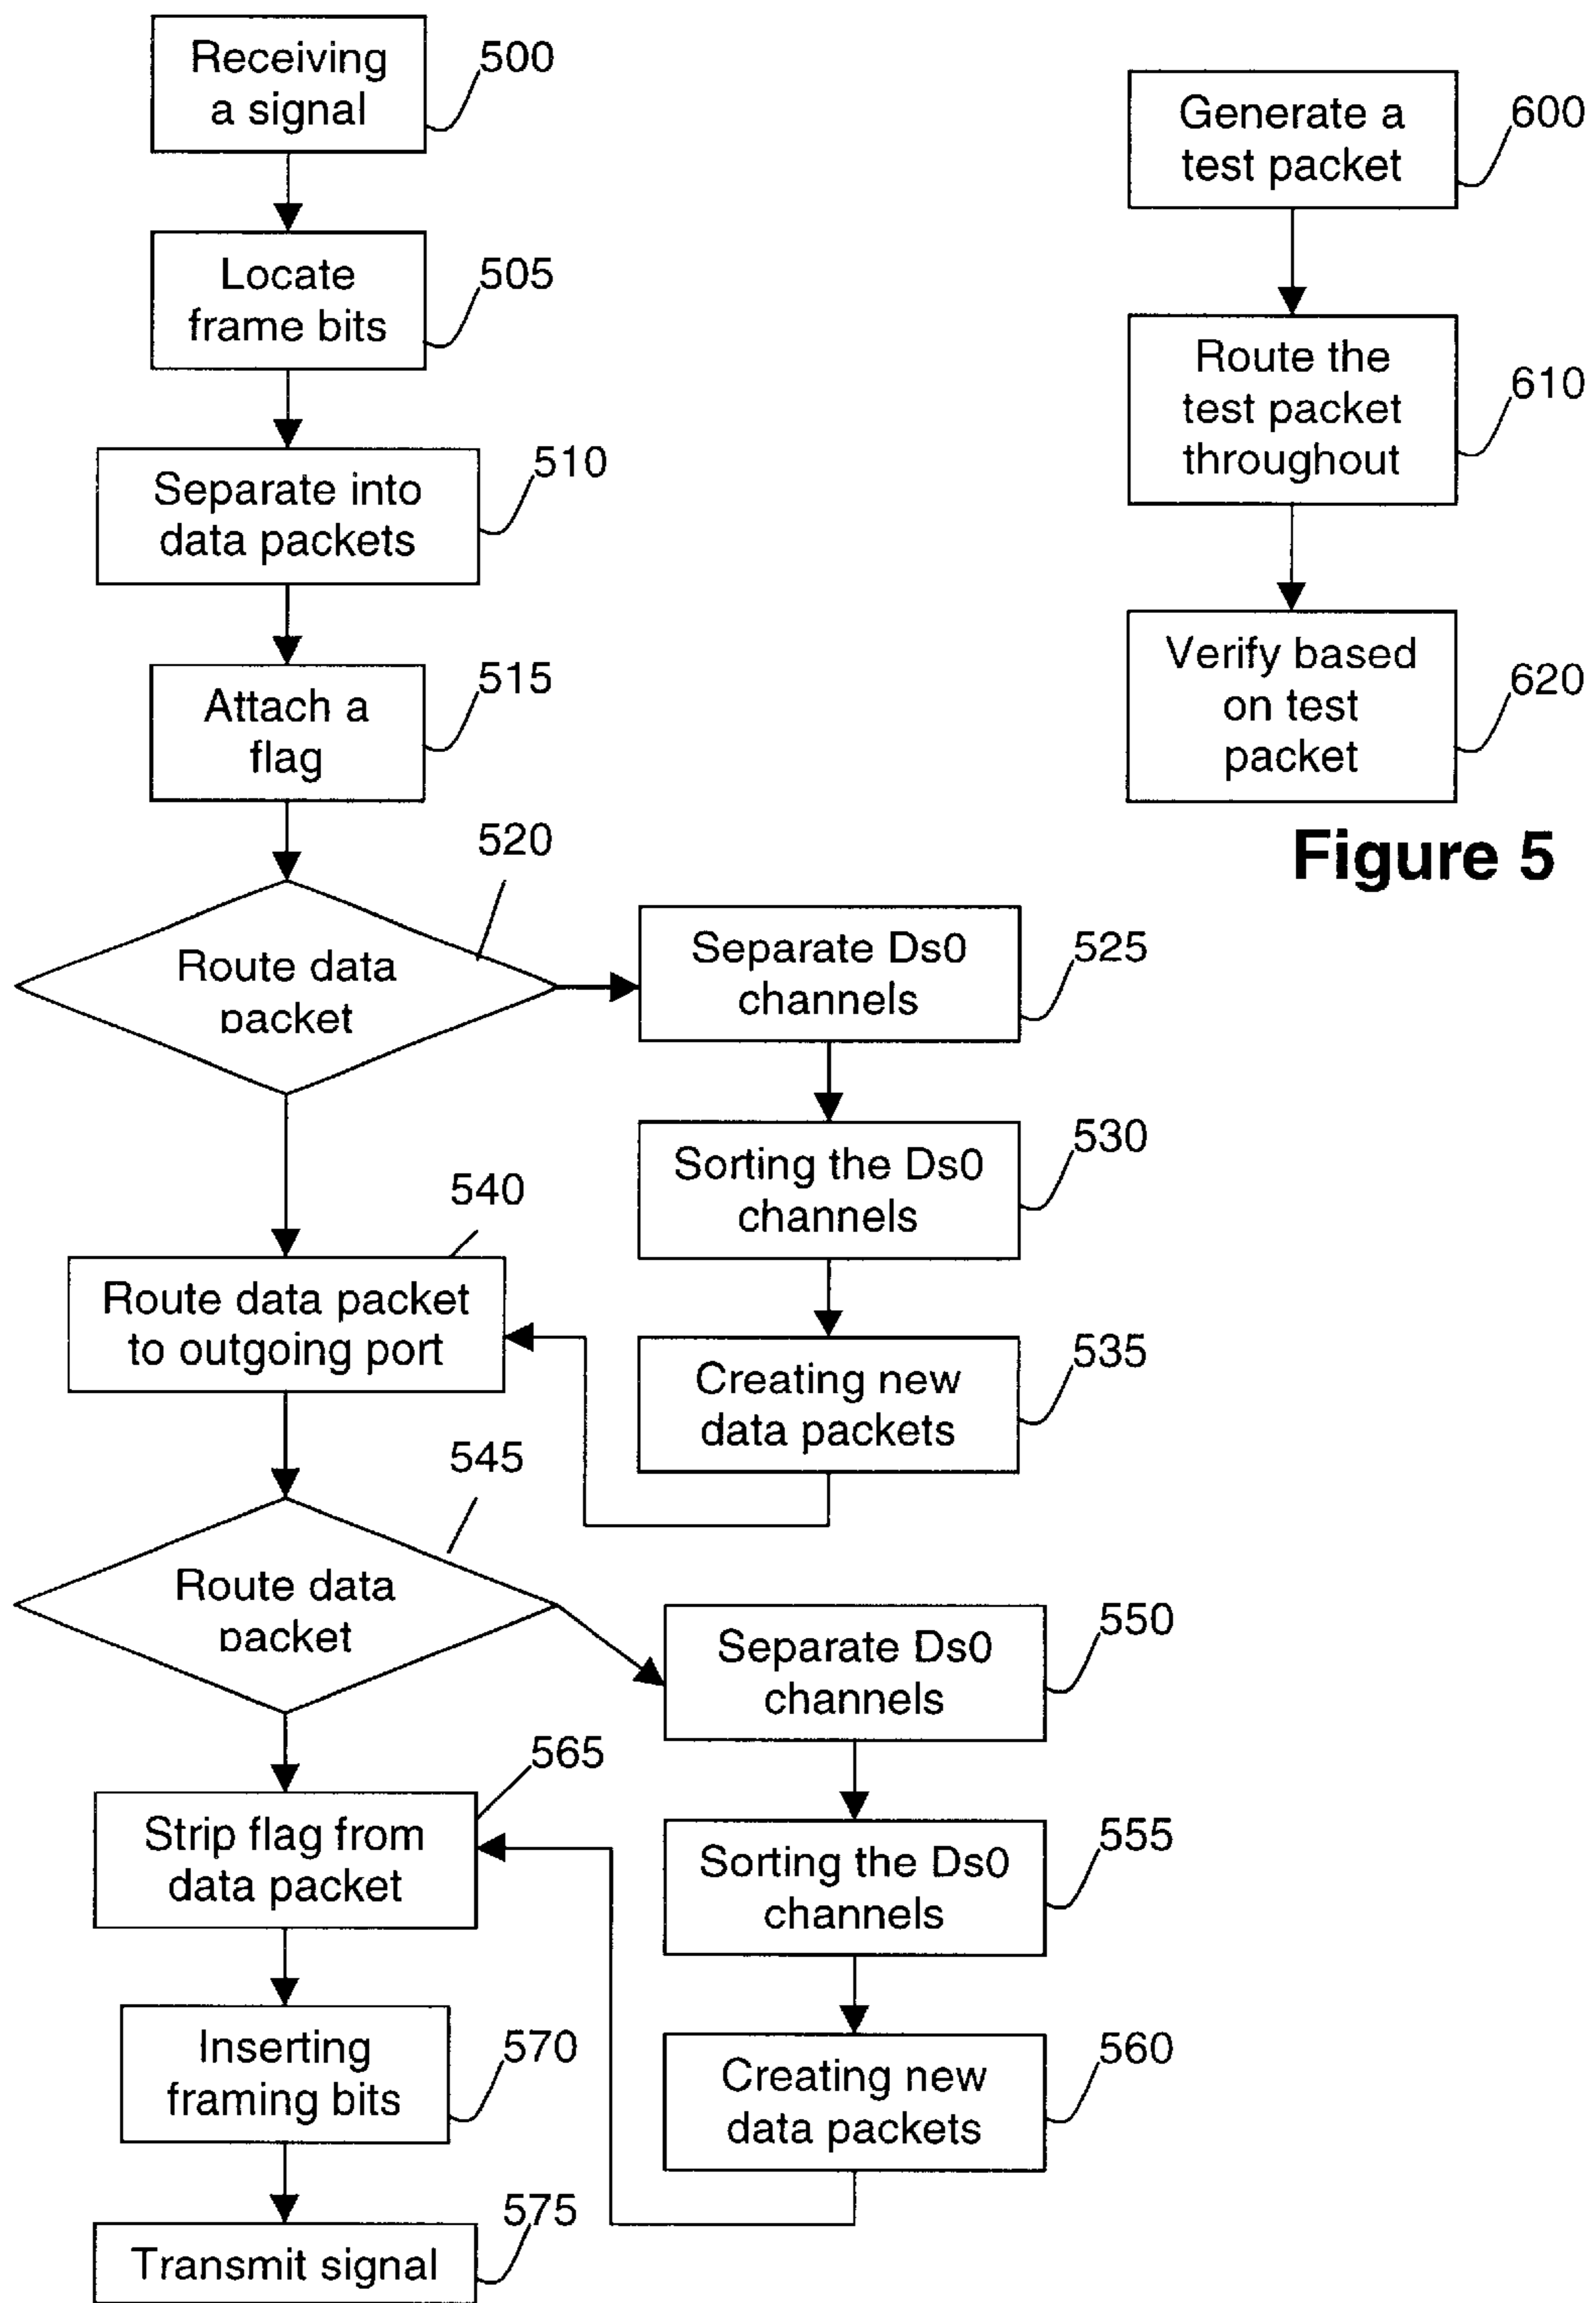 Receiving
a signal
500
Locate
frame bits
505
Separate into
data packets
510
Attach a
flag
515
Route data
packet
520
Separate Ds0
channels
525
Sorting the Ds0
channels
530
Creating new
data packets
535
Route data packet
to outgoing port
540
Route data
packet
545
Separate Ds0
channels
550
Sorting the Ds0
channels
555
Creating new
data packets
560
Strip flag from
data packet
565
Inserting
framing bits
570
Transmit signal
575
Generate a
test packet
600
Route the
test packet
throughout
610
Verify based
on test
packet
620
Figure 5